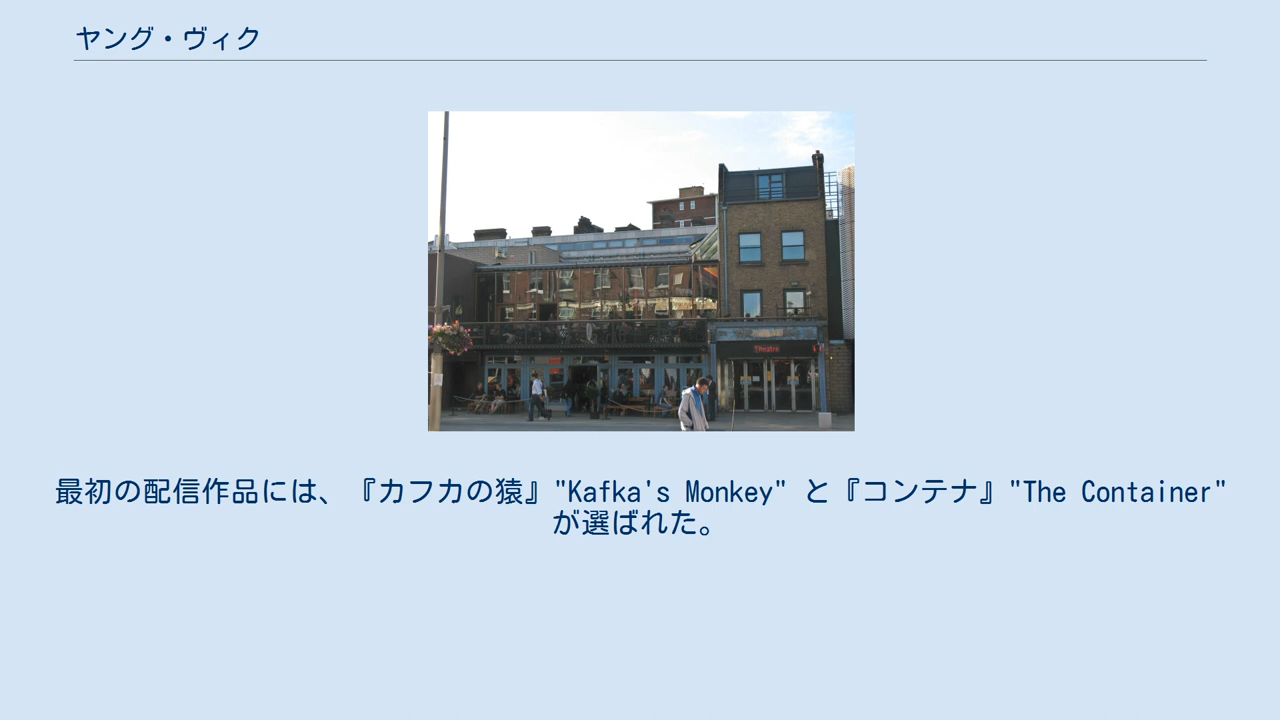 ヤング・ヴィク
Theatre
最初の配信作品には、『カフカの猿』"Kafka's Monkey" と『コンテナ』"The Container"
が選ばれた。